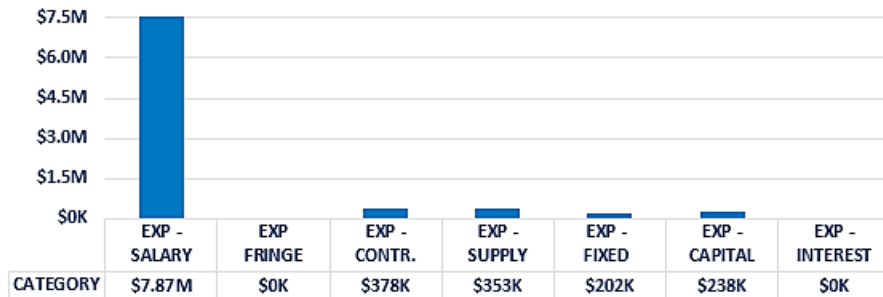 $7.5M
$6.0M
$4.5M
$3.0M
$1.5M
$0K
EXP - SALARY
EXP FRINGE
EXP - CONTR.
EXP - SUPPLY
EXP - FIXED
EXP - CAPITAL
EXP - INTEREST
CATEGORY $7.87M $0K $378K $353K $202K $238K $0K